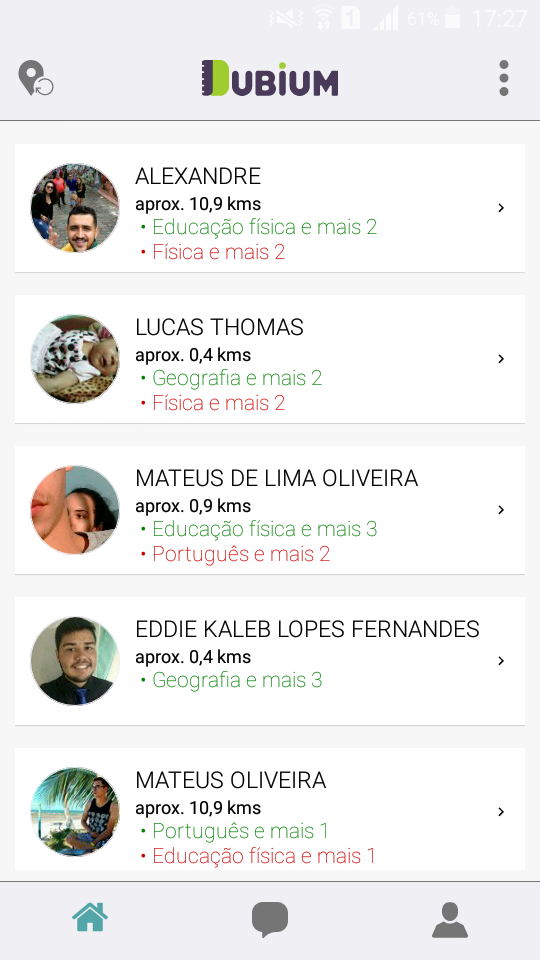 1
61%
17:27
DUBIUM
ALEXANDRE
aprox. 10,9 kms
• Educação física e mais 2
• Física e mais 2
LUCAS THOMAS
aprox. 0,4 kms
• Geografia e mais 2
• Física e mais 2
MATEUS DE LIMA OLIVEIRA
aprox. 0,9 kms
• Educação física e mais 3
• Português e mais 2
EDDIE KALEB LOPES FERNANDES
aprox. 0,4 kms
• Geografia e mais 3
MATEUS OLIVEIRA
aprox. 10,9 kms
• Português e mais 1
• Educação física e mais 1